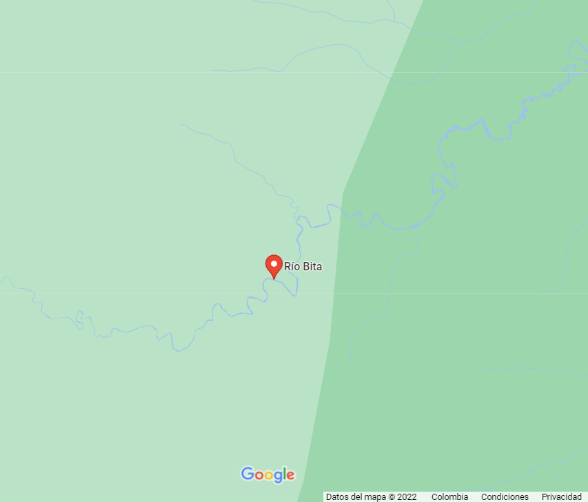 Río Bita
Google
Datos del mapa © 2022 Colombia Condiciones Privacidad